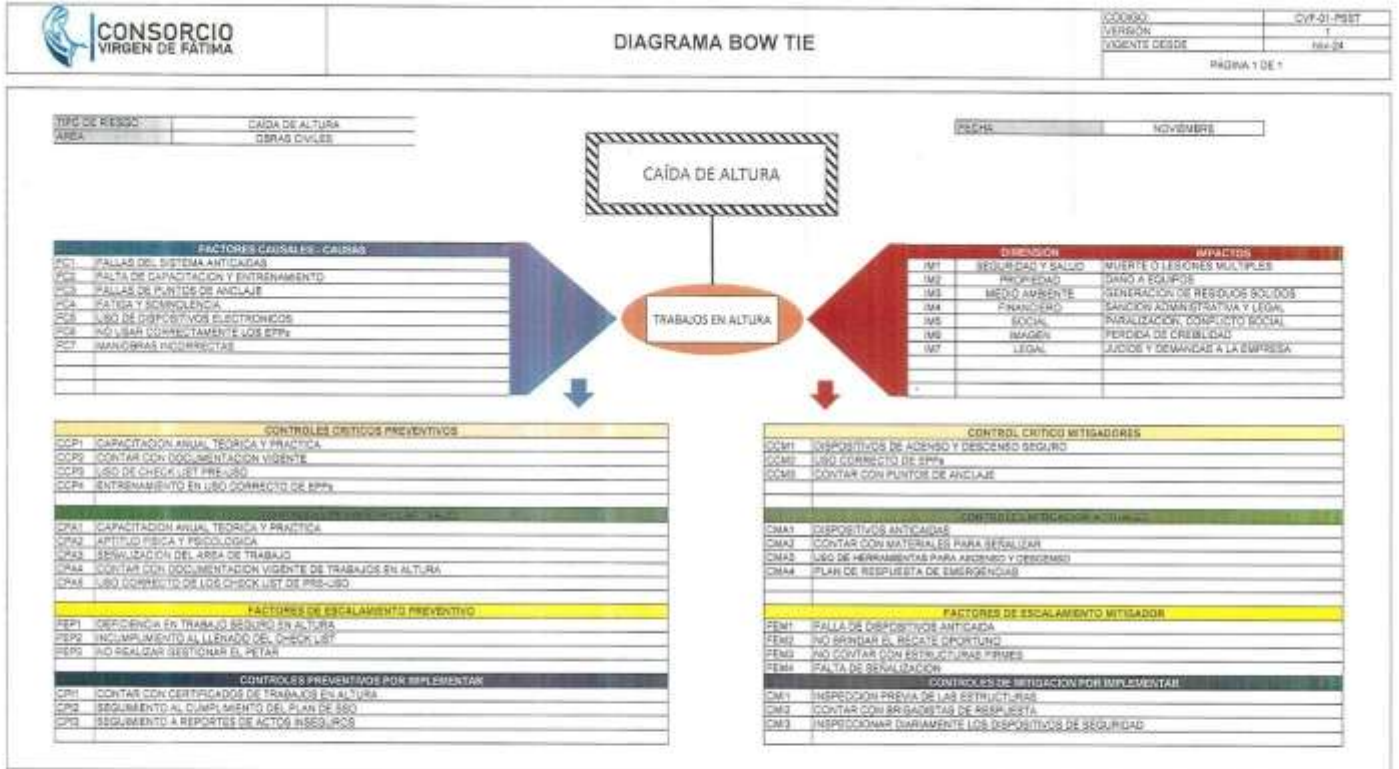 CONSORCIO
VIRGEN DE FÁTIMA
DIAGRAMA BOW TIE
CÓDIGO: CVF-01-PSST
VERSIÓN 1
VIGENTE DESDE nov-24
PÁGINA 1 DE 1
TIPO DE RIESGO CAÍDA DE ALTURA
AREA OBRAS CIVILES
FECHA NOVIEMBRE
CAÍDA DE ALTURA
TRABAJOS EN ALTURA
FACTORES CAUSALES - CAUSAS
FC1 FALLAS DEL SISTEMA ANTICAIDAS
FC2 FALTA DE CAPACITACION Y ENTRENAMIENTO
FC3 FALLAS DE PUNTOS DE ANCLAJE
FC4 FATIGA Y SOMNOLENCIA
FC5 USO DE DISPOSITIVOS ELECTRONICOS
FC6 NO USAR CORRECTAMENTE LOS EPPs
FC7 MANIOBRAS INCORRECTAS
DIMENSIÓN IMPACTOS
IM1 SEGURIDAD Y SALUD MUERTE O LESIONES MULTIPLES
IM2 PROPIEDAD DAÑO A EQUIPOS
IM3 MEDIO AMBIENTE GENERACION DE RESIDUOS SOLIDOS
IM4 FINANCIERO SANCION ADMINISTRATIVA Y LEGAL
IM5 SOCIAL PARALIZACION, CONFLICTO SOCIAL
IM6 IMAGEN PERDIDA DE CREIBLIDAD
IM7 LEGAL JUICIOS Y DEMANDAS A LA EMPRESA
CONTROLES CRITICOS PREVENTIVOS
CCP1 CAPACITACION ANUAL TEORICA Y PRACTICA
CCP2 CONTAR CON DOCUMENTACION VIGENTE
CCP3 USO DE CHECK LIST PRE-USO
CCP4 ENTRENAMIENTO EN USO CORRECTO DE EPPs
CPA1 CAPACITACION ANUAL TEORICA Y PRACTICA
CPA2 APTITUD FISICA Y PSICOLOGICA
CPA3 SEÑALIZACION DEL AREA DE TRABAJO
CPA4 CONTAR CON DOCUMENTACION VIGENTE DE TRABAJOS EN ALTURA
CPA5 USO CORRECTO DE LOS CHECK LIST DE PRE-USO
FACTORES DE ESCALAMIENTO PREVENTIVO
FEP1 DEFICIENCIA EN TRABAJO SEGURO EN ALTURA
FEP2 INCUMPLIMIENTO AL LLENADO DEL CHECK LIST
FEP3 NO REALIZAR GESTIONAR EL PETAR
CONTROLES PREVENTIVOS POR IMPLEMENTAR
CPI1 CONTAR CON CERTIFICADOS DE TRABAJOS EN ALTURA
CPI2 SEGUIMIENTO AL CUMPLIMIENTO DEL PLAN DE SSO
CPI3 SEGUIMIENTO A REPORTES DE ACTOS INSEGUROS
CONTROL CRITICO MITIGADORES
CCM1 DISPOSITIVOS DE ACENSO Y DESCENSO SEGURO
CCM2 USO CORRECTO DE EPPs
CCM3 CONTAR CON PUNTOS DE ANCLAJE
CONTROLES MITIGACION ACTUALES
CMA1 DISPOSITIVOS ANTICAIDAS
CMA2 CONTAR CON MATERIALES PARA SEÑALIZAR
CMA3 USO DE HERRAMIENTAS PARA ASCENSO Y DESCENSO
CMA4 PLAN DE RESPUESTA DE EMERGENCIAS
FACTORES DE ESCALAMIENTO MITIGADOR
FEM1 FALLA DE DISPOSITIVOS ANTICAIDA
FEM2 NO BRINDAR EL RECATE OPORTUNO
FEM3 NO CONTAR CON ESTRUCTURAS FIRMES
FEM4 FALTA DE SEÑALIZACION
CONTROLES DE MITIGACION POR IMPLEMENTAR
CMI1 INSPECCION PREVIA DE LAS ESTRUCTURAS
CMI2 CONTAR CON BRIGADISTAS DE RESPUESTA
CMI3 INSPECCIONAR DIARIAMENTE LOS DISPOSITIVOS DE SEGURIDAD